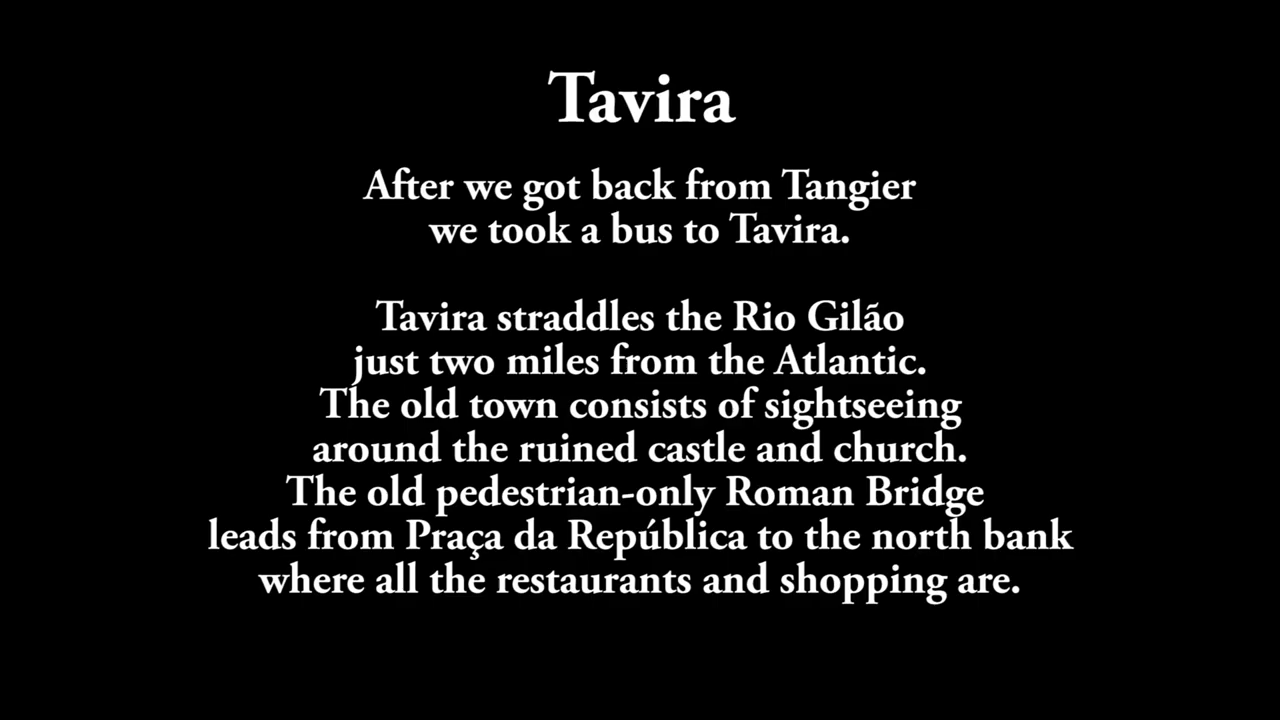 Tavira
After we got back from Tangier
we took a bus to Tavira.
Tavira straddles the Rio Gilão
just two miles from the Atlantic.
The old town consists of sightseeing
around the ruined castle and church.
The old pedestrian-only Roman Bridge
leads from Praça da República to the north bank
where all the restaurants and shopping are.